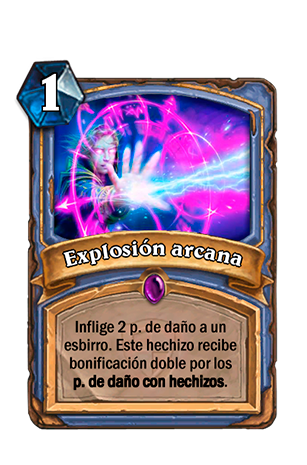 1
Explosión arcana
Inflige 2 p. de daño a un
esbirro. Este hechizo recibe
bonificación doble por los
p. de daño con hechizos.